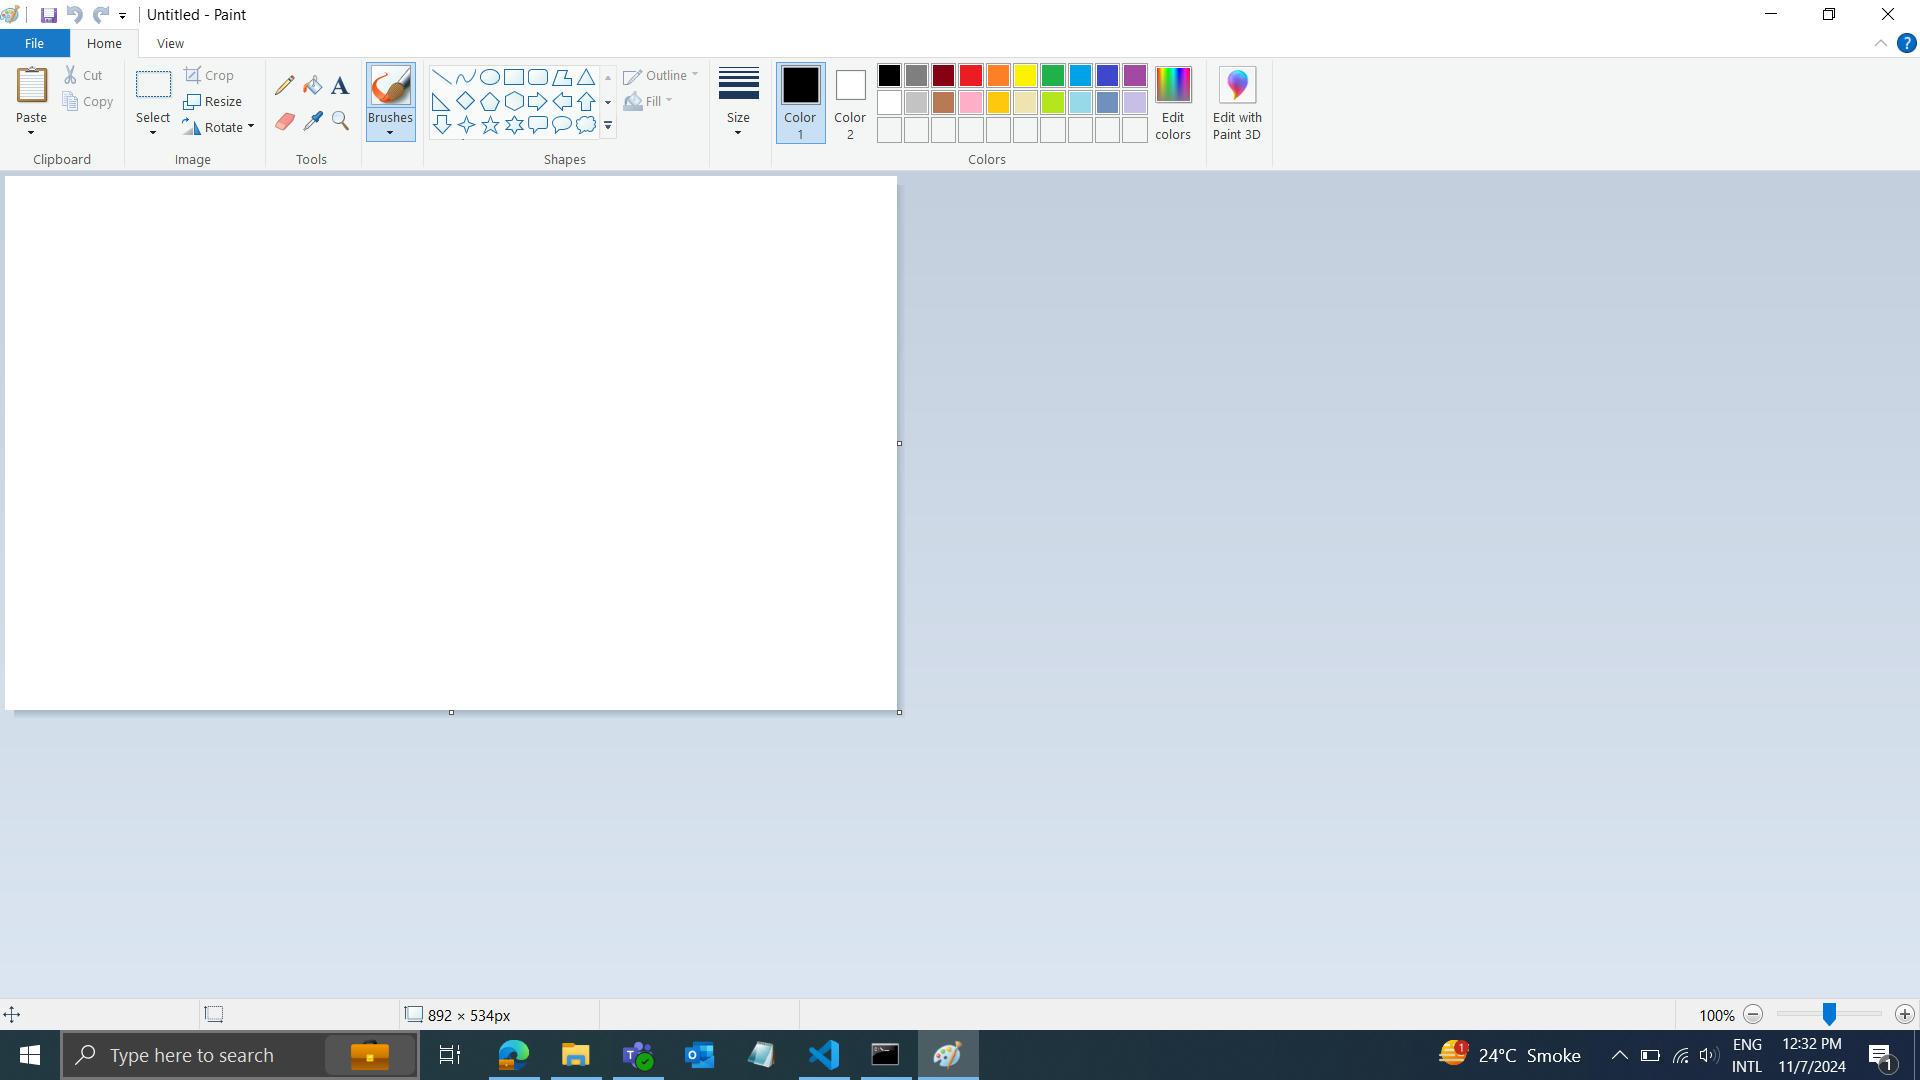 Untitled - Paint
File Home View
Paste
Cut
Copy
Clipboard
Select
Crop
Resize
Rotate
Image
A
Tools
Brushes
Shapes
Outline
Fill
Size
Color
1
Color
2
Colors
Edit
colors
Edit with
Paint 3D
?
892 × 534px
100%
Type here to search
1
24°C Smoke
ENG
INTL
12:32 PM
11/7/2024
1